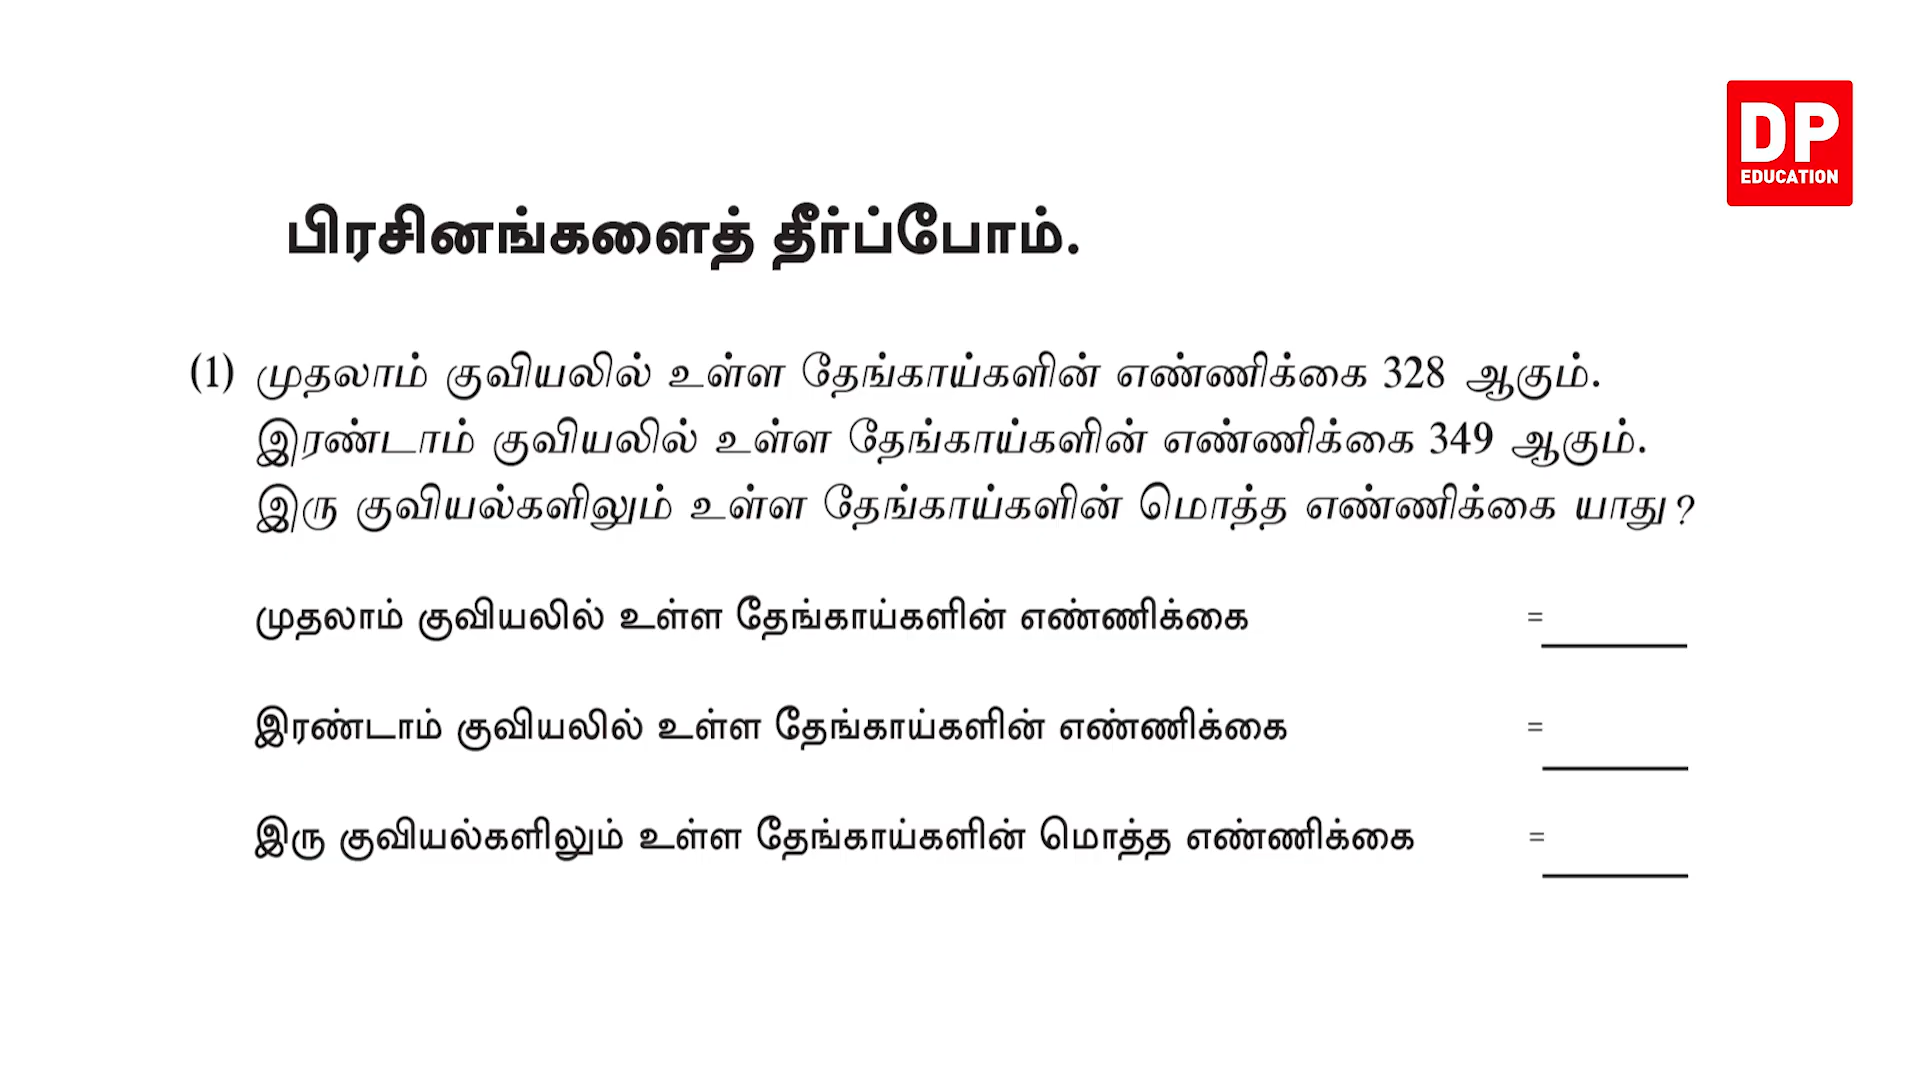 DP
EDUCATION
பிரசினங்களைத் தீர்ப்போம்.
(1) முதலாம் குவியலில் உள்ள தேங்காய்களின் எண்ணிக்கை 328 ஆகும்.
இரண்டாம் குவியலில் உள்ள தேங்காய்களின் எண்ணிக்கை 349 ஆகும்.
இரு குவியல்களிலும் உள்ள தேங்காய்களின் மொத்த எண்ணிக்கை யாது?
முதலாம் குவியலில் உள்ள தேங்காய்களின் எண்ணிக்கை =
இரண்டாம் குவியலில் உள்ள தேங்காய்களின் எண்ணிக்கை =
இரு குவியல்களிலும் உள்ள தேங்காய்களின் மொத்த எண்ணிக்கை =